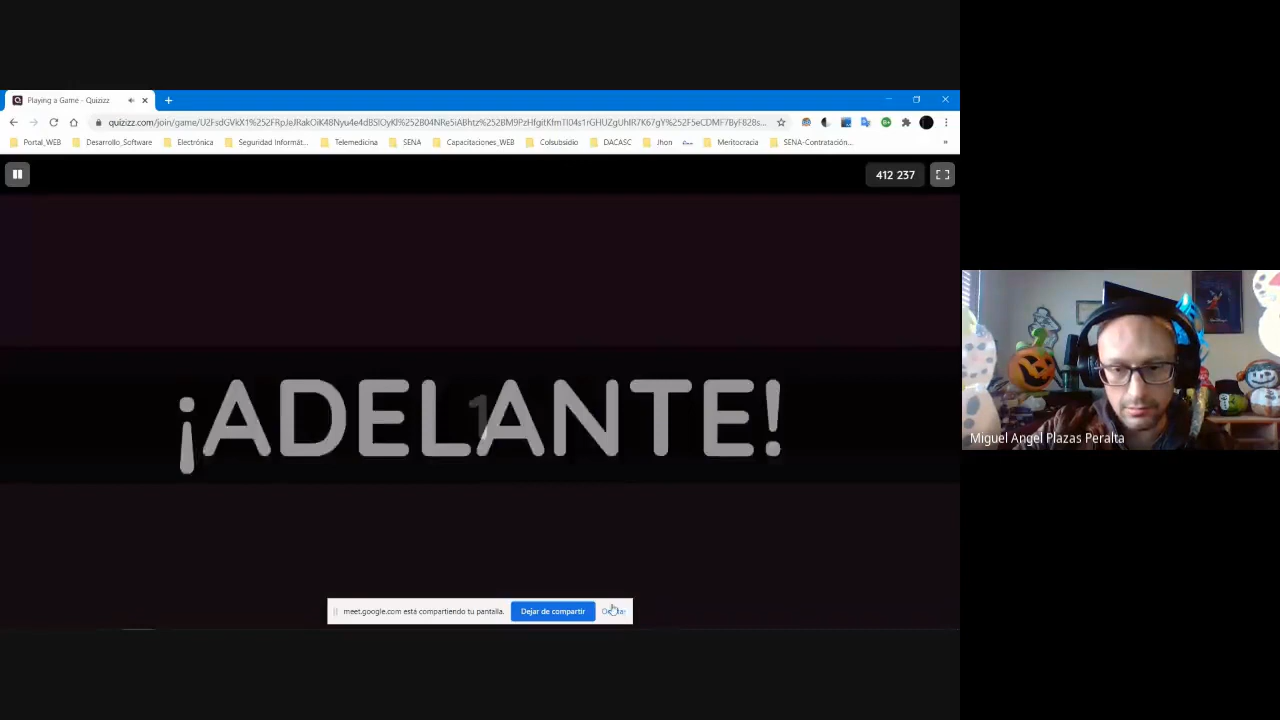 Playing a Game - Quizizz
Portal_WEB
Desarrollo_Software
Electrónica
Seguridad Informát...
Telemedicina
SENA
Capacitaciones_WEB
Colsubsidio
DACASC
Jhon
Meritocracia
SENA-Contratación...
»
412 237
¡ADELANTE!
1
Miguel Angel Plazas Peralta
meet.google.com está compartiendo tu pantalla.
Dejar de compartir